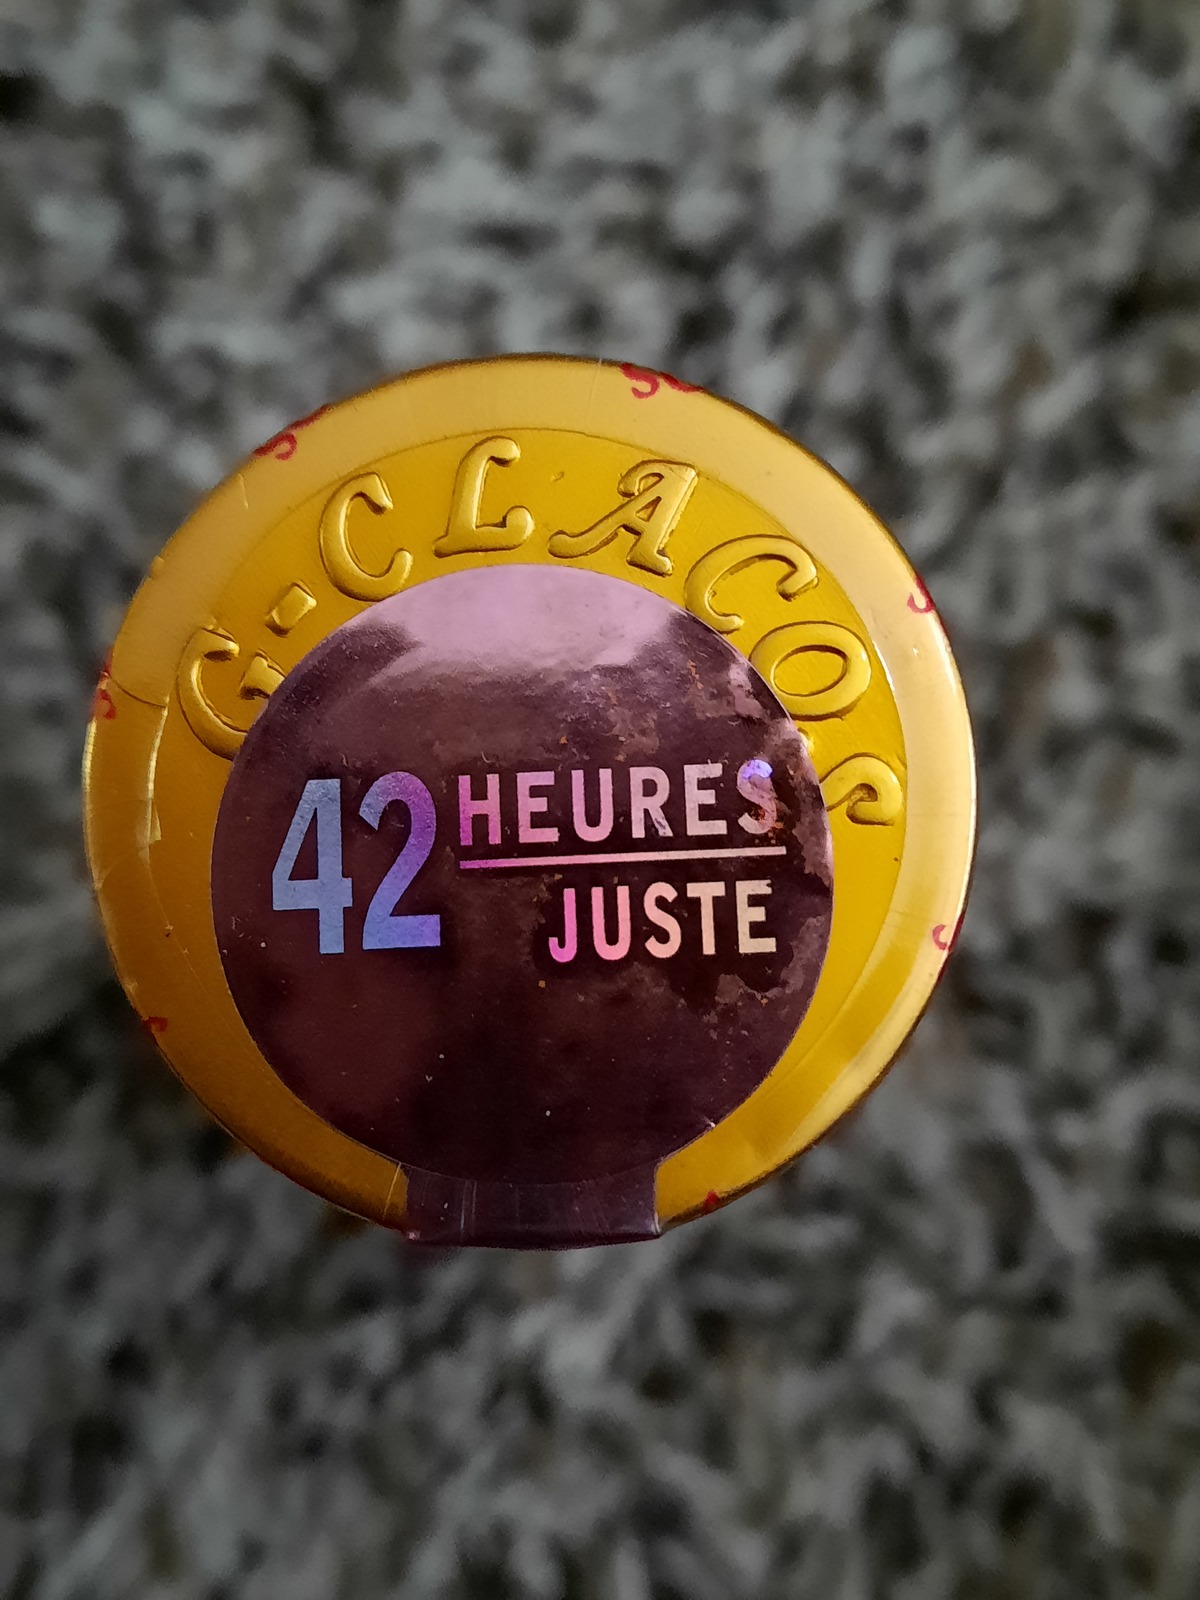 G-CLACOS
42 HEURES
JUSTE